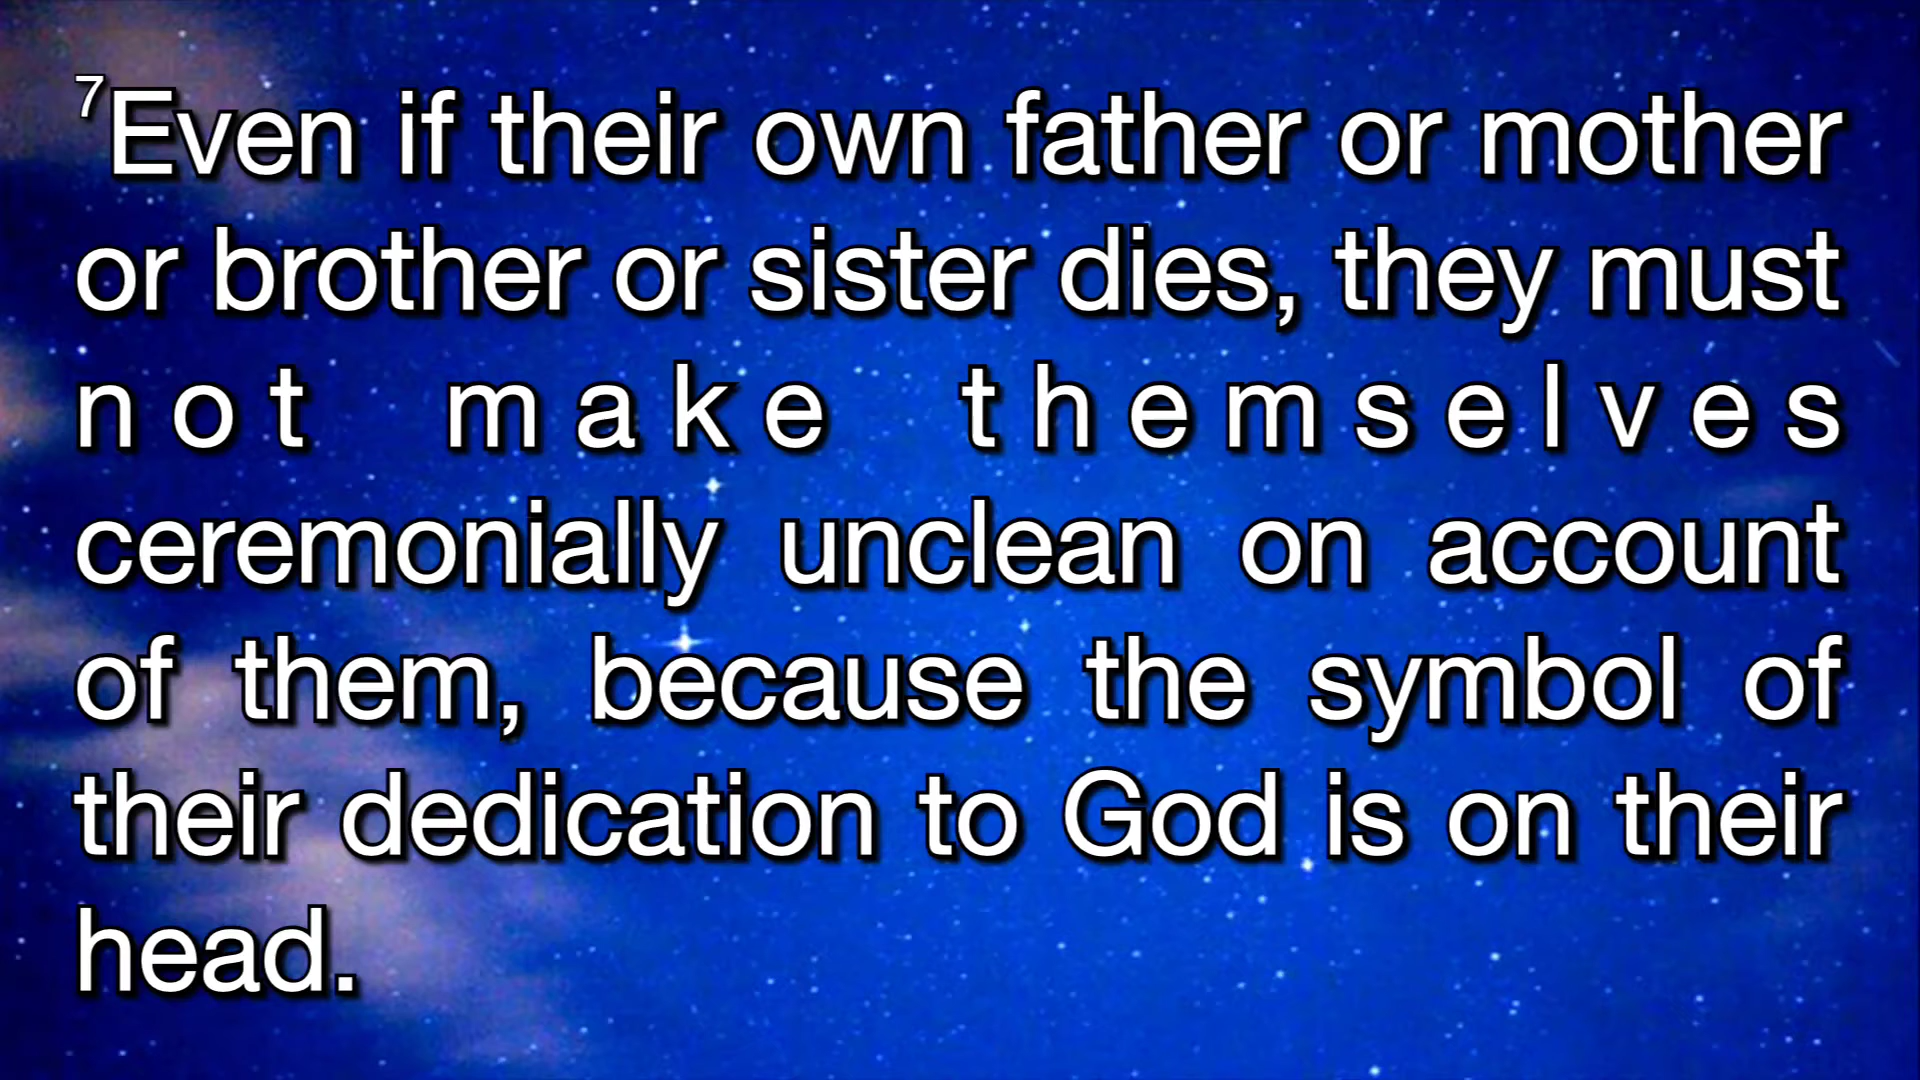 7Even if their own father or mother
or brother or sister dies, they must
not make themselves
ceremonially unclean on account
of them, because the symbol of
their dedication to God is on their
head.